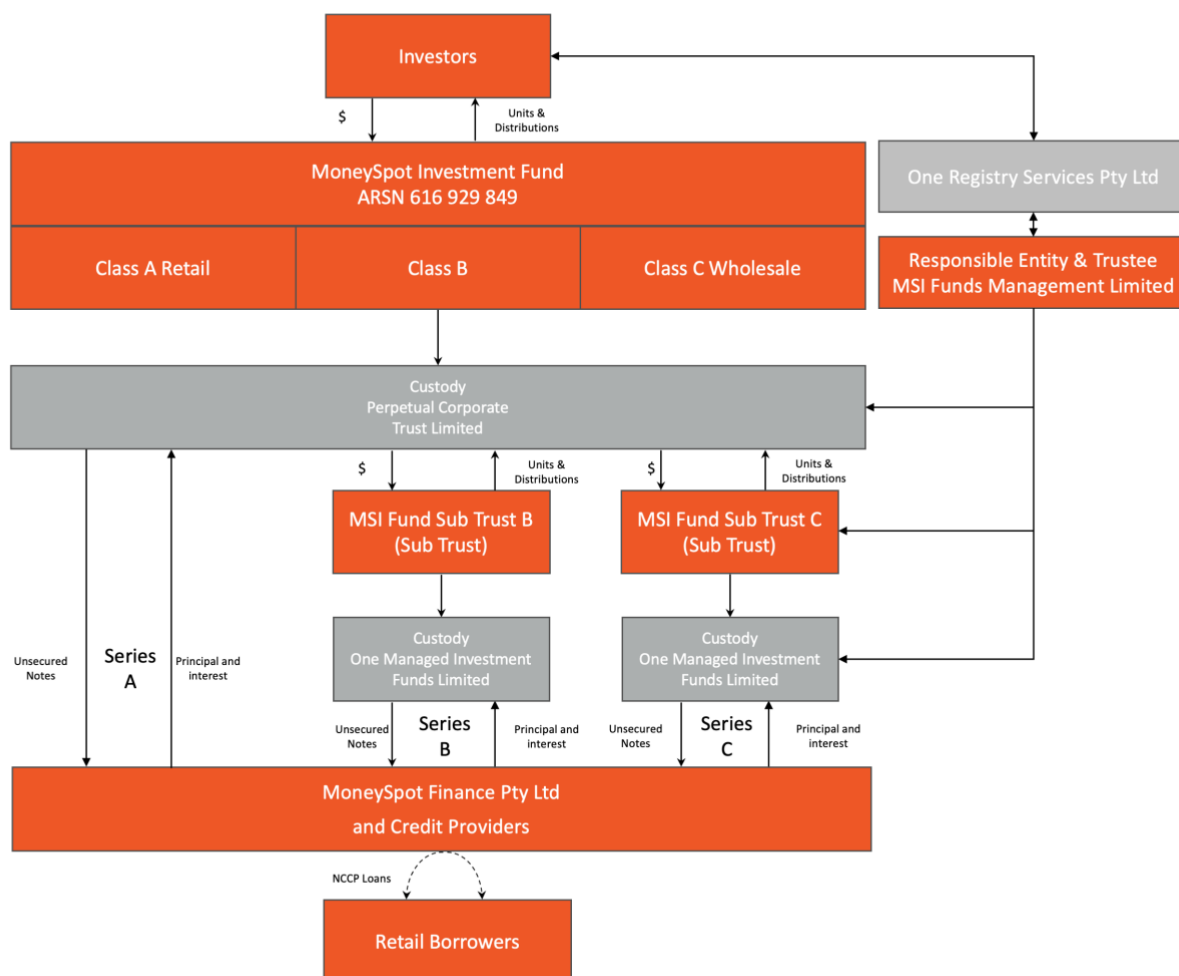 Investors
$
Units &
Distributions
MoneySpot Investment Fund
ARSN 616 929 849
One Registry Services Pty Ltd
Class A Retail
Class B
Class C Wholesale
Responsible Entity & Trustee
MSI Funds Management Limited
Custody
Perpetual Corporate
Trust Limited
$
Units &
Distributions
$
Units &
Distributions
MSI Fund Sub Trust B
(Sub Trust)
MSI Fund Sub Trust C
(Sub Trust)
Custody
One Managed Investment
Funds Limited
Custody
One Managed Investment
Funds Limited
Unsecured
Notes
Series
A
Principal and
interest
Unsecured
Notes
Series
B
Principal and
interest
Unsecured
Notes
Series
C
Principal and
interest
MoneySpot Finance Pty Ltd
and Credit Providers
NCCP Loans
Retail Borrowers